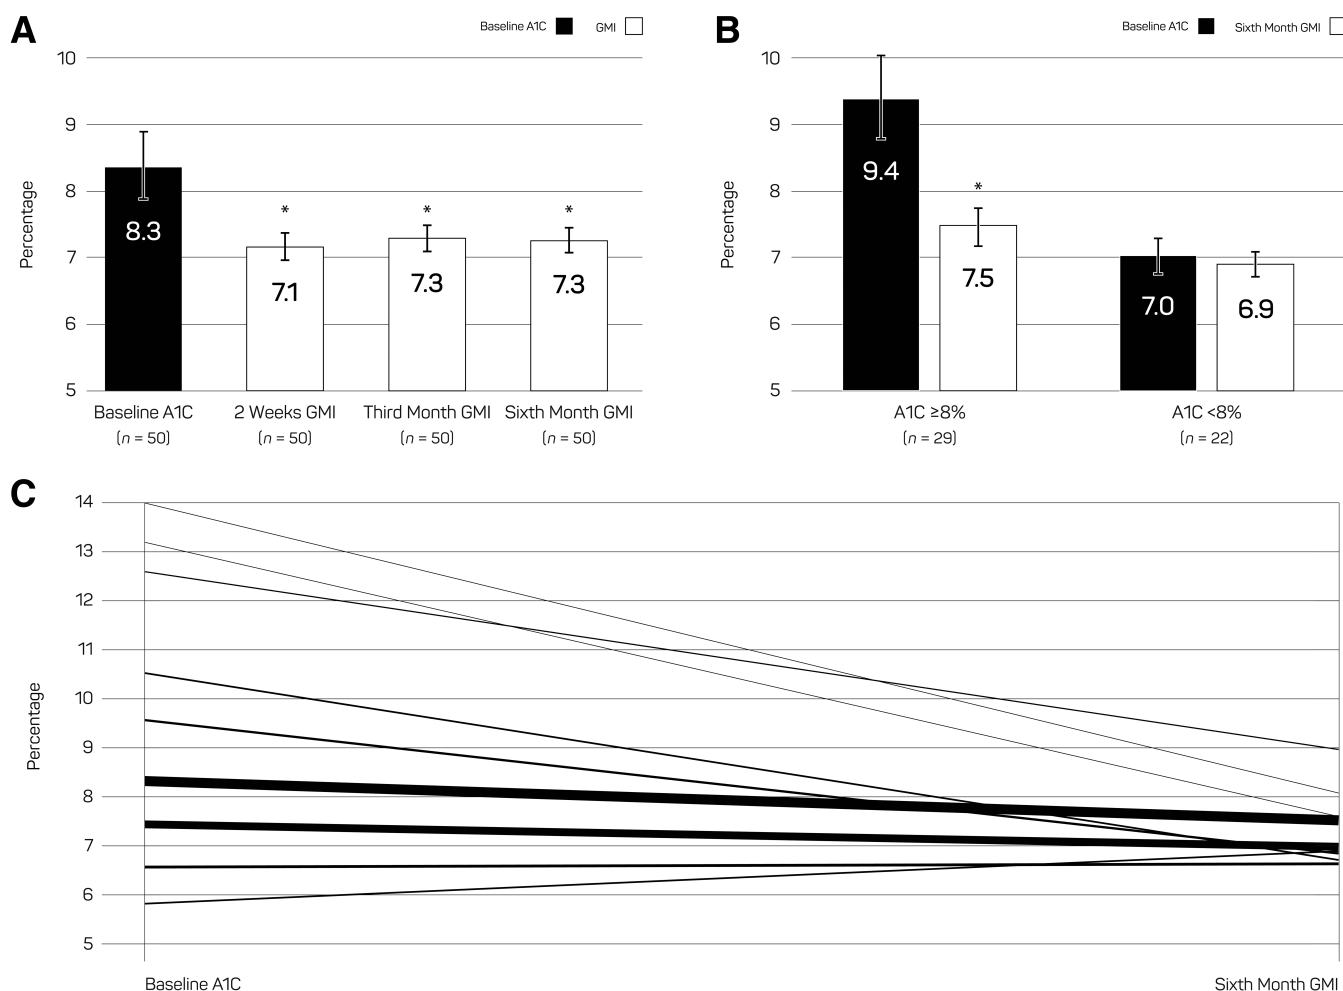 A
Baseline A1C GMI
10
9
8
7
6
5
Percentage
8.3
*
7.1
*
7.3
*
7.3
Baseline A1C 2 Weeks GMI Third Month GMI Sixth Month GMI
(n = 50) (n = 50) (n = 50) (n = 50)
B
Baseline A1C Sixth Month GMI
10
9
8
7
6
5
Percentage
9.4
*
7.5
7.0
6.9
A1C ≥8% A1C <8%
(n = 29) (n = 22)
C
14
13
12
11
10
9
8
7
6
5
Percentage
Baseline A1C Sixth Month GMI